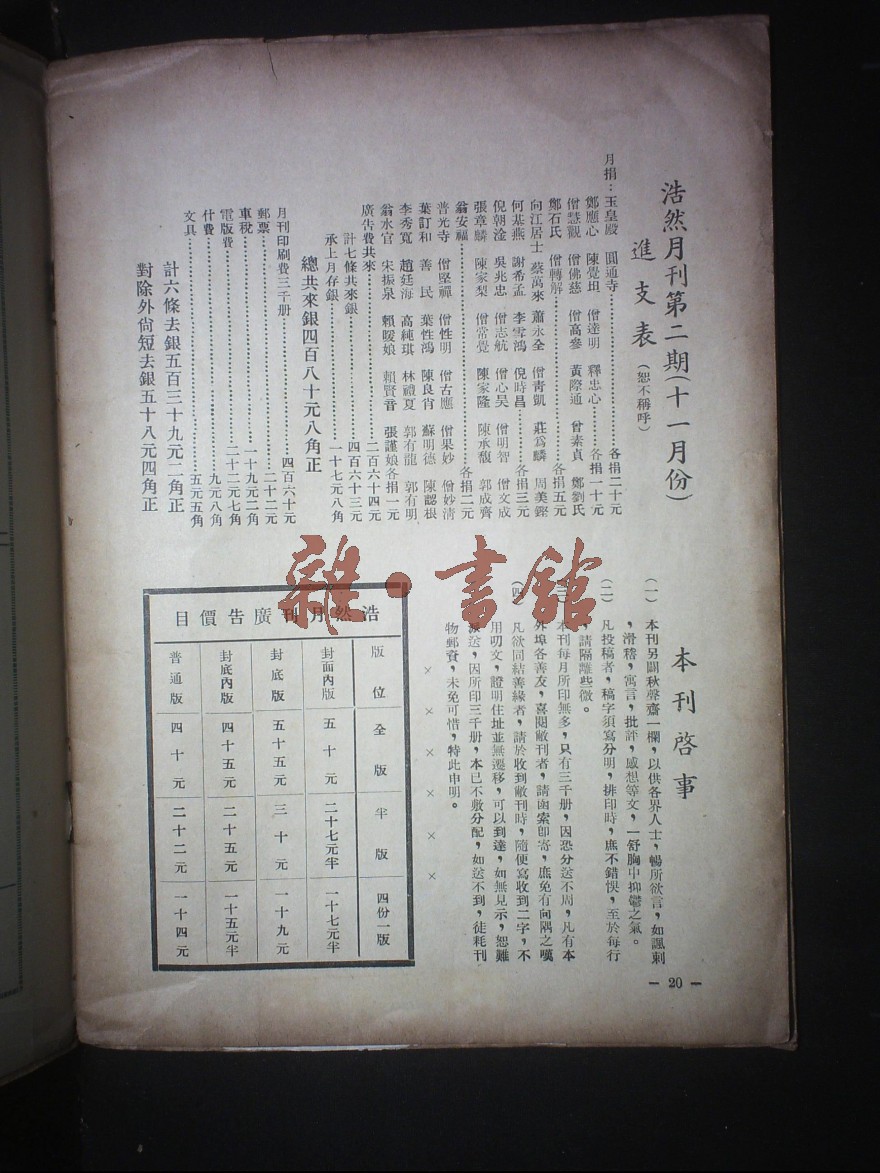 浩然月刊第二期(十一月份)
進支表(恕不稱呼)
月捐:玉皇殿 圓通寺……各捐二十元
鄭應心 陳覺坦 僧達明 釋忠心……各捐一十元
僧慧觀 僧佛慈 僧高參 黃際通 曾素貞 鄭劉氏
鄭石氏 僧轉解……各捐五元
向江居士 蔡萬來 蕭永全 僧青凱 莊為麟 周美鏗
何基燕 謝希孟 李雪鴻 倪時昌……各捐三元
倪朝淦 吳兆忠 僧志航 僧心吴 僧明智 僧文成
張章麟 陳家梨 僧常覺 陳家隆 陳承馥 郭成齊
翁安福……各捐二元
普光寺 僧堅禪 僧性明 僧古應 僧果妙 僧妙清
葉訂和 善民 葉性鴻 陳良肖 蘇明德 陳認根
李秀寬 趙廷海 高純琪 林禮夏 郭有龍 郭有明
翁水官 宋振泉 賴暖娘 賴賢音 張謹娘各捐一元
廣告費共來……二百六十四元
計七條共來銀……四百六十三元
承上月存銀……一十七元八角
總共來銀四百八十元八角正
月刊印刷費三千册……四百六十元
郵票……二十二元
車稅……一十九元二角
電版費……二十二元七角
什費……九元八角
文具……五元五角
計六條去銀五百三十九元二角正
對除外尚短去銀五十八元四角正
本刊啓事
(一)本刊另闢秋聲齋一欄,以供各界人士,暢所欲言,如諷刺
,滑稽,寓言,批評,感想等文,一舒胸中抑鬱之氣。
(二)凡投稿者,稿字須寫分明,排印時,庶不錯悞,至於每行
,請隔離些微。
(三)本刊每月所印無多,只有三千册,因恐分送不周,凡有本
外埠各善友,喜閱敝刊者,請函索卽寄,庶免有向隅之嘆
(四)凡欲同結善緣者,請於收到敝刊時,隨便寫收到二字,不
用叨文,證明住址並無遷移,可以到達,如無見示,恕難
派送,因所印三千册,本已不敷分配,如送不到,徒耗刊
物郵資,未免可惜,特此申明。
× × × × × ×
浩然月刊廣告價目
版位 全版 半版 四份一版
封面內版 五十元 二十七元半 一十七元半
封底版 五十五元 三十元 一十九元
封底內版 四十五元 二十五元 一十五元半
普通版 四十元 二十二元 一十四元
— 20 —
雜·書館